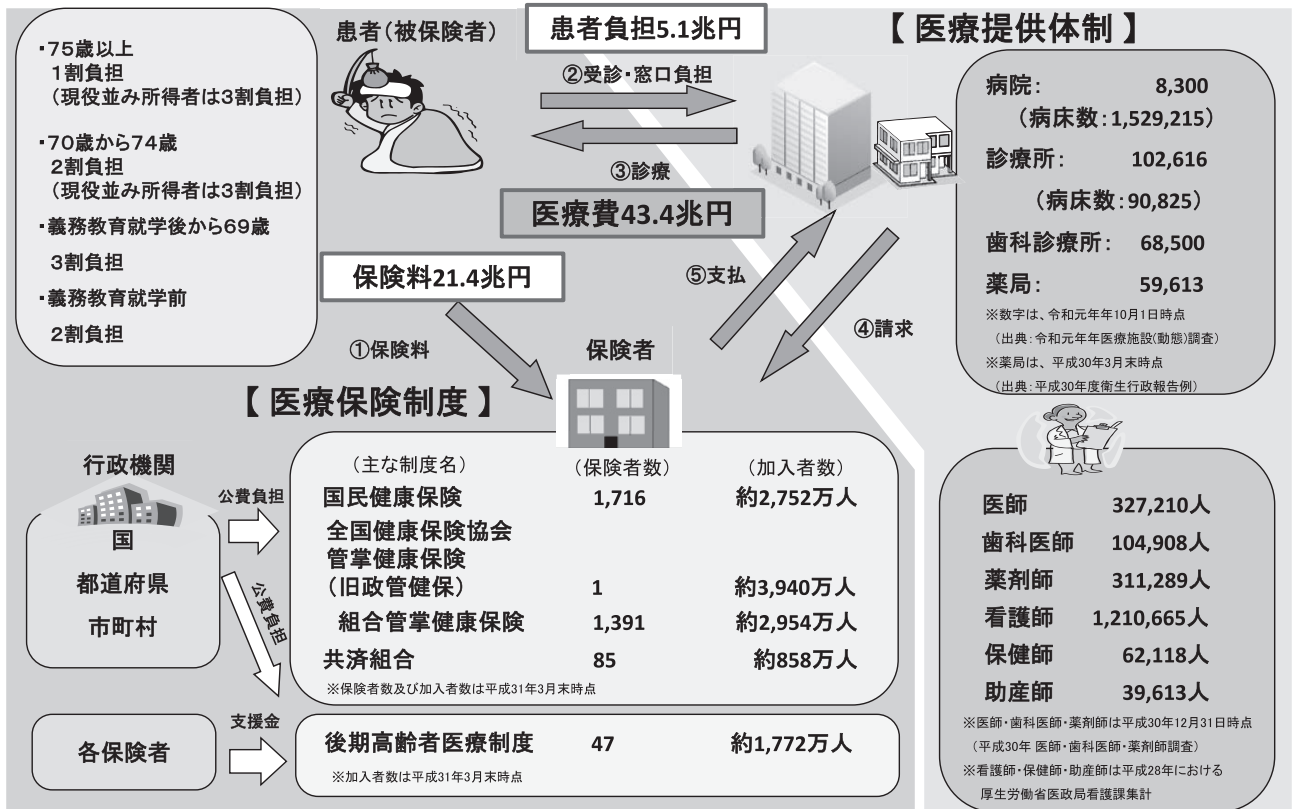 ・75歳以上
1割負担
(現役並み所得者は3割負担)
・70歳から74歳
2割負担
(現役並み所得者は3割負担)
・義務教育就学後から69歳
3割負担
・義務教育就学前
2割負担
患者(被保険者)
患者負担5.1兆円
②受診・窓口負担
③診療
医療費43.4兆円
保険料21.4兆円
①保険料
⑤支払
④請求
保険者
【 医療提供体制 】
病院: 8,300
(病床数:1,529,215)
診療所: 102,616
(病床数:90,825)
歯科診療所: 68,500
薬局: 59,613
※数字は、令和元年年10月1日時点
(出典:令和元年年医療施設(動態)調査)
※薬局は、平成30年3月末時点
(出典:平成30年度衛生行政報告例)
【 医療保険制度 】
行政機関
国
都道府県
市町村
公費負担
公費負担
(主な制度名) (保険者数) (加入者数)
国民健康保険 1,716 約2,752万人
全国健康保険協会
管掌健康保険
(旧政管健保) 1 約3,940万人
組合管掌健康保険 1,391 約2,954万人
共済組合 85 約858万人
※保険者数及び加入者数は平成31年3月末時点
各保険者
支援金
後期高齢者医療制度 47 約1,772万人
※加入者数は平成31年3月末時点
医師 327,210人
歯科医師 104,908人
薬剤師 311,289人
看護師 1,210,665人
保健師 62,118人
助産師 39,613人
※医師・歯科医師・薬剤師は平成30年12月31日時点
(平成30年 医師・歯科医師・薬剤師調査)
※看護師・保健師・助産師は平成28年における
厚生労働省医政局看護課集計